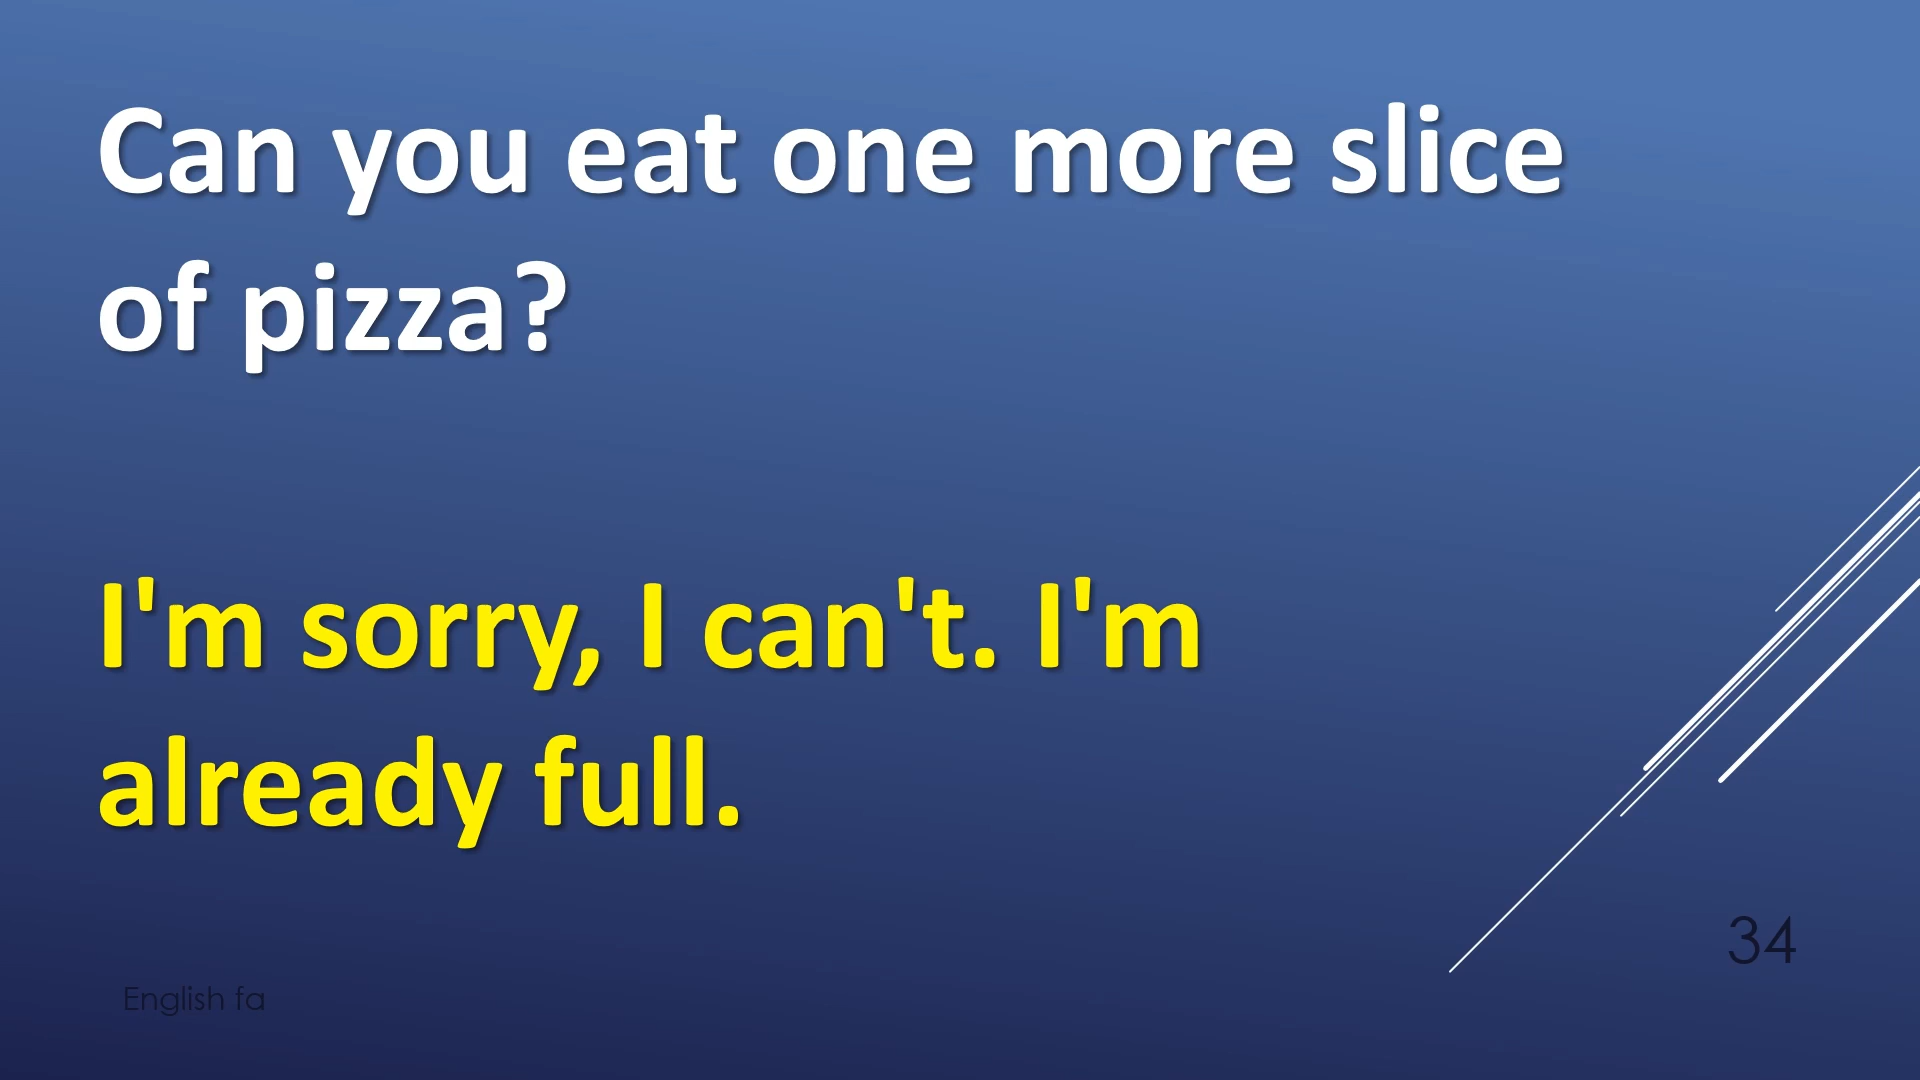 Can you eat one more slice
of pizza?
I'm sorry, I can't. I'm
already full.
34
English fa